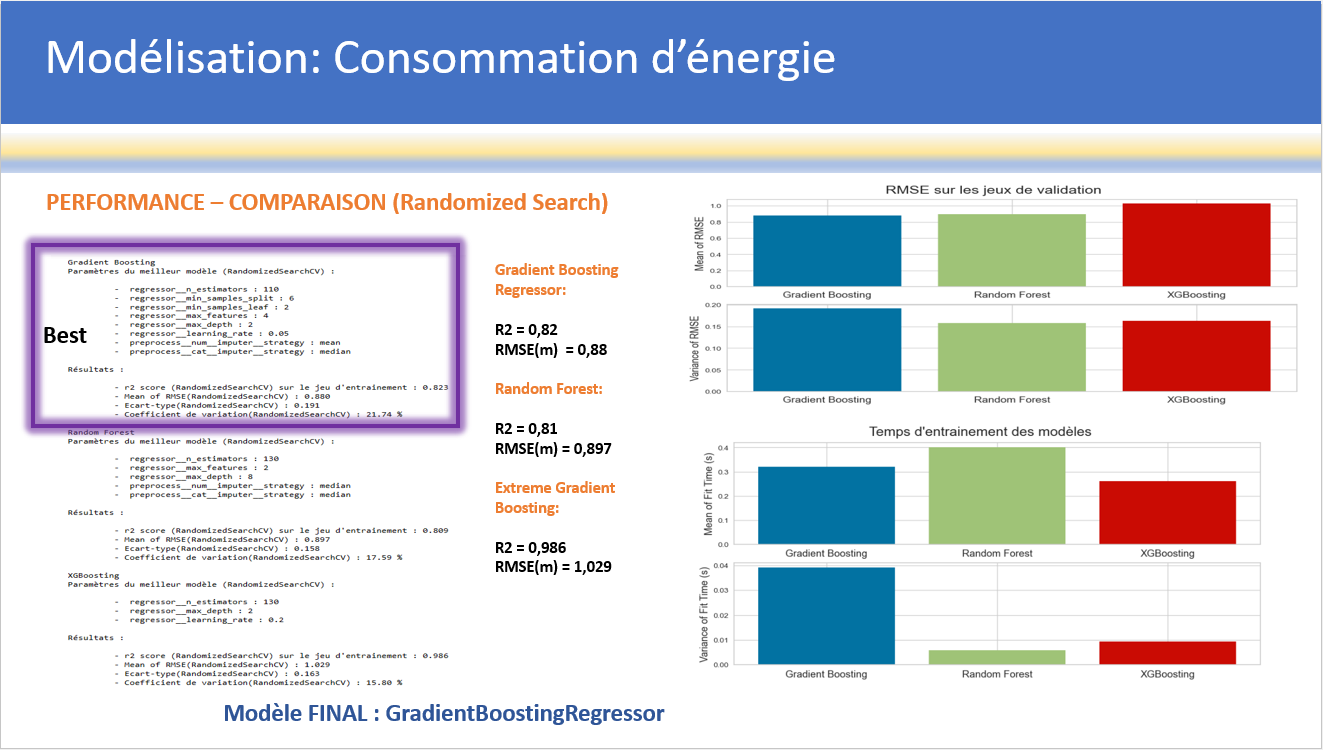 Modélisation: Consommation d’énergie
PERFORMANCE – COMPARAISON (Randomized Search)
Best
Gradient Boosting
Paramètres du meilleur modèle (RandomizedSearchCV) :
- regressor__n_estimators : 110
- regressor__min_samples_split : 6
- regressor__min_samples_leaf : 2
- regressor__max_features : 4
- regressor__max_depth : 2
- regressor__learning_rate : 0.05
- preprocess__num__imputer__strategy : mean
- preprocess__cat__imputer__strategy : median
Résultats :
- r2 score (RandomizedSearchCV) sur le jeu d'entrainement : 0.823
- Mean of RMSE(RandomizedSearchCV) : 0.880
- Ecart-type(RandomizedSearchCV) : 0.191
- Coefficient de variation(RandomizedSearchCV) : 21.74 %
Random Forest
Paramètres du meilleur modèle (RandomizedSearchCV) :
- regressor__n_estimators : 130
- regressor__max_features : 2
- regressor__max_depth : 8
- preprocess__num__imputer__strategy : median
- preprocess__cat__imputer__strategy : median
Résultats :
- r2 score (RandomizedSearchCV) sur le jeu d'entrainement : 0.809
- Mean of RMSE(RandomizedSearchCV) : 0.897
- Ecart-type(RandomizedSearchCV) : 0.158
- Coefficient de variation(RandomizedSearchCV) : 17.59 %
XGBoosting
Paramètres du meilleur modèle (RandomizedSearchCV) :
- regressor__n_estimators : 130
- regressor__max_depth : 2
- regressor__learning_rate : 0.2
Résultats :
- r2 score (RandomizedSearchCV) sur le jeu d'entrainement : 0.986
- Mean of RMSE(RandomizedSearchCV) : 1.029
- Ecart-type(RandomizedSearchCV) : 0.163
- Coefficient de variation(RandomizedSearchCV) : 15.80 %
Gradient Boosting
Regressor:
R2 = 0,82
RMSE(m) = 0,88
Random Forest:
R2 = 0,81
RMSE(m) = 0,897
Extreme Gradient
Boosting:
R2 = 0,986
RMSE(m) = 1,029
RMSE sur les jeux de validation
Mean of RMSE
1.0
0.8
0.6
0.4
0.2
0.0
Gradient Boosting Random Forest XGBoosting
Variance of RMSE
0.20
0.15
0.10
0.05
0.00
Gradient Boosting Random Forest XGBoosting
Temps d'entrainement des modèles
Mean of Fit Time (s)
0.4
0.3
0.2
0.1
0.0
Gradient Boosting Random Forest XGBoosting
Variance of Fit Time (s)
0.04
0.03
0.02
0.01
0.00
Gradient Boosting Random Forest XGBoosting
Modèle FINAL : GradientBoostingRegressor